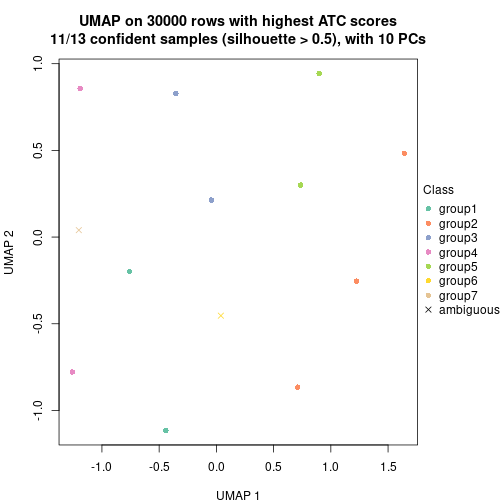 UMAP on 30000 rows with highest ATC scores
11/13 confident samples (silhouette > 0.5), with 10 PCs
UMAP 2
1.0
0.5
0.0
-0.5
-1.0
-1.0
-0.5
0.0
0.5
1.0
1.5
UMAP 1
Class
group1
group2
group3
group4
group5
group6
group7
ambiguous